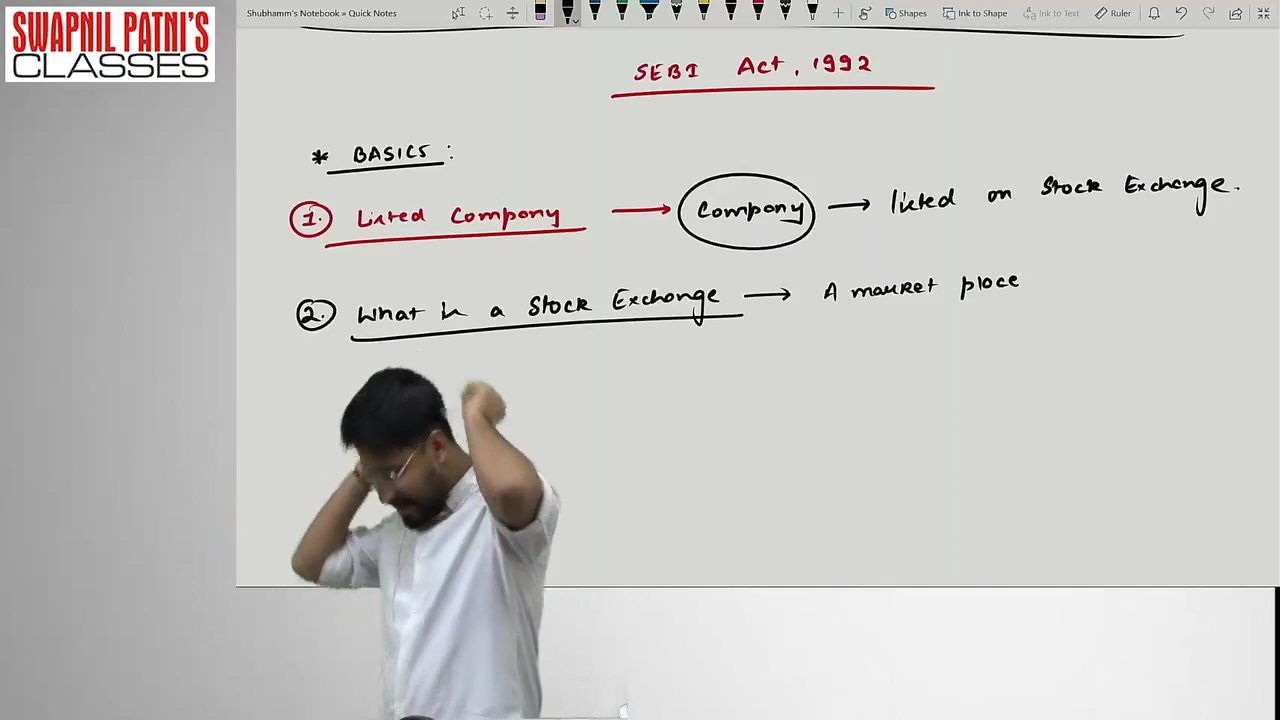 SWAPNIL PATNI'S
CLASSES
Shubhamm's Notebook » Quick Notes
Shapes
Ink to Shape
Ink to Text
Ruler
SEBI Act, 1992
* BASICS :
1. Listed Company → Company → listed on Stock Exchange.
2. What is a Stock Exchange → A market place